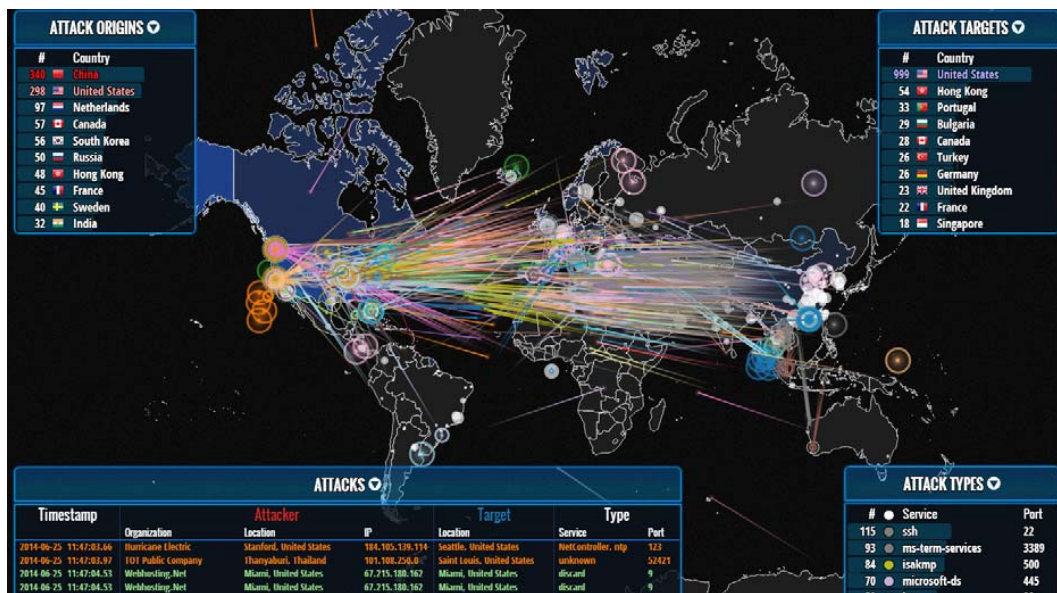 ATTACK ORIGINS
# Country
340 China
298 United States
97 Netherlands
57 Canada
56 South Korea
50 Russia
48 Hong Kong
45 France
40 Sweden
32 India
ATTACK TARGETS
# Country
999 United States
54 Hong Kong
33 Portugal
29 Bulgaria
28 Canada
26 Turkey
26 Germany
23 United Kingdom
22 France
18 Singapore
ATTACKS
Timestamp Attacker Target Type
Organization Location IP Location Service Port
2014-06-25 11:47:03.66 Hurricane Electric Stanford, United States 184.105.139.114 Seattle, United States NetController, ntp 123
2014-06-25 11:47:03.97 TOT Public Company Thanyaburi, Thailand 101.108.250.0 Saint Louis, United States unknown 52421
2014-06-25 11:47:04.53 Webhosting.Net Miami, United States 67.215.180.162 Miami, United States discard 9
2014-06-25 11:47:04.53 Webhosting.Net Miami, United States 67.215.180.162 Miami, United States discard 9
ATTACK TYPES
# Service Port
115 ssh 22
93 ms-term-services 3389
84 isakmp 500
70 microsoft-ds 445